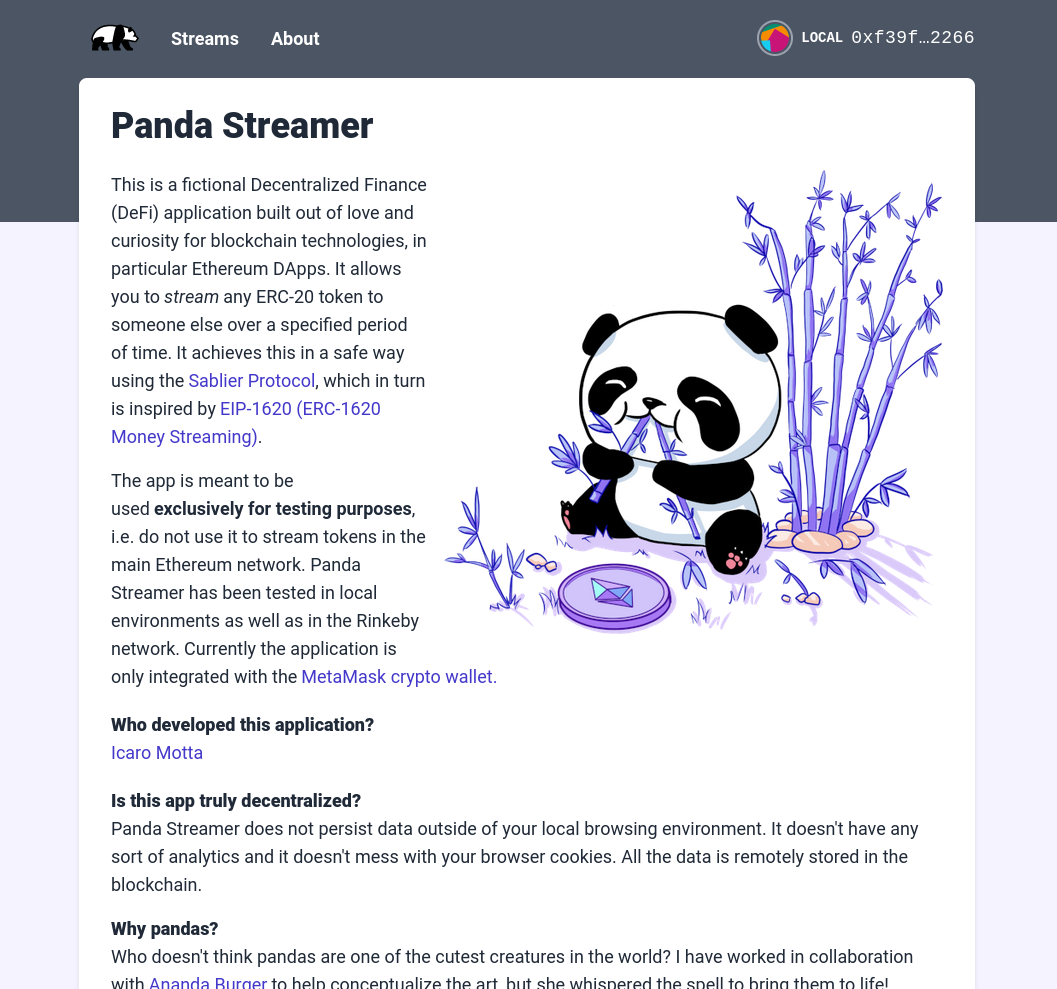 Streams About LOCAL 0xf39f…2266
Panda Streamer
This is a fictional Decentralized Finance
(DeFi) application built out of love and
curiosity for blockchain technologies, in
particular Ethereum DApps. It allows
you to stream any ERC-20 token to
someone else over a specified period
of time. It achieves this in a safe way
using the Sablier Protocol, which in turn
is inspired by EIP-1620 (ERC-1620
Money Streaming).
The app is meant to be
used exclusively for testing purposes,
i.e. do not use it to stream tokens in the
main Ethereum network. Panda
Streamer has been tested in local
environments as well as in the Rinkeby
network. Currently the application is
only integrated with the MetaMask crypto wallet.
Who developed this application?
Icaro Motta
Is this app truly decentralized?
Panda Streamer does not persist data outside of your local browsing environment. It doesn't have any
sort of analytics and it doesn't mess with your browser cookies. All the data is remotely stored in the
blockchain.
Why pandas?
Who doesn't think pandas are one of the cutest creatures in the world? I have worked in collaboration
with Ananda Burger to help conceptualize the art, but she whispered the spell to bring them to life!